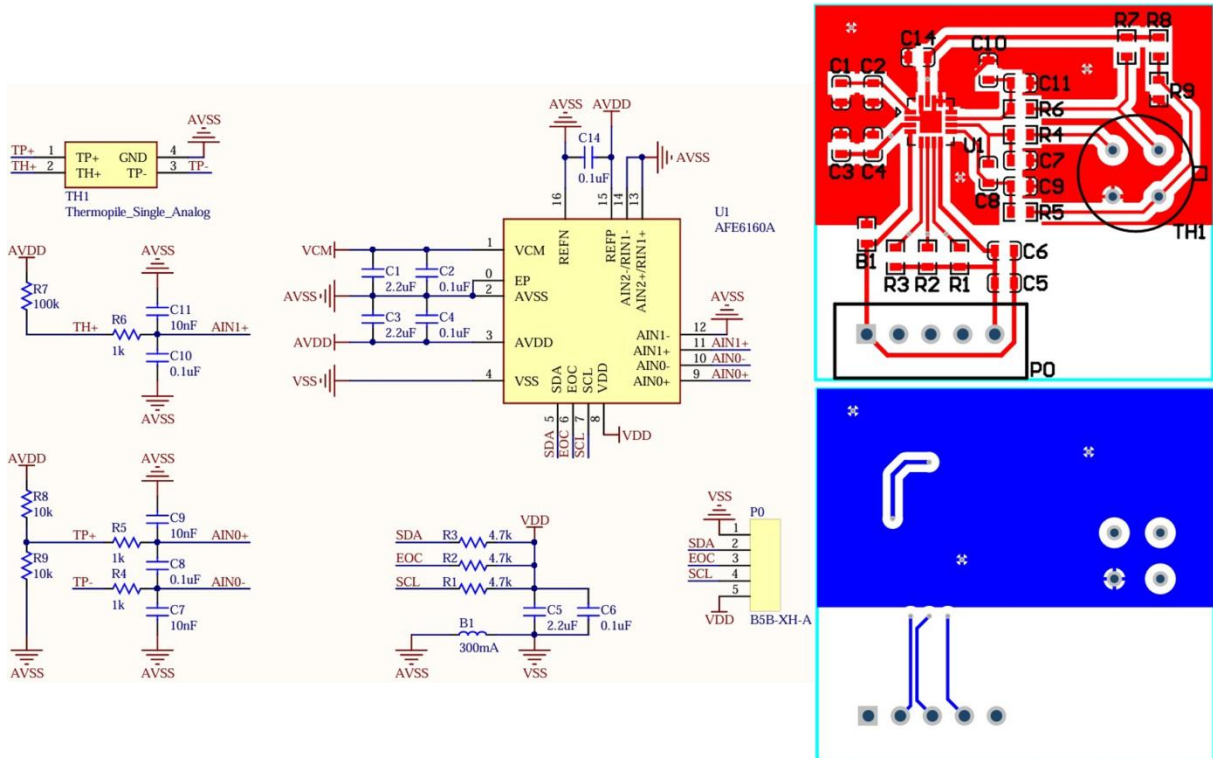 AVSS
TP+ 1 TP+ GND 4
TH+ 2 TH+ TP- 3 TP-
TH1
Thermopile_Single_Analog
AVDD
R7
100k
AVSS
C11
10nF
TH+
R6
1k
AIN1+
C10
0.1uF
AVSS
AVDD
R8
10k
R9
10k
AVSS
AVSS
C9
10nF
TP+
R5
1k
AIN0+
C8
0.1uF
TP-
R4
1k
AIN0-
C7
10nF
AVSS
AVSS AVDD
C14
0.1uF
AVSS
16 15 14 13
REFN
REFP
AIN2-/RIN1-
AIN2+/RIN1+
U1
AFE6160A
VCM
1 VCM
C1
2.2uF
C2
0.1uF
0 EP
AVSS
2 AVSS
C3
2.2uF
C4
0.1uF
AVDD
3 AVDD
VSS
4 VSS
AVSS
AIN1- 12
AIN1+ 11 AIN1+
AIN0- 10 AIN0-
AIN0+ 9 AIN0+
SDA
EOC
SCL
VDD
5 6 7 8
SDA
EOC
SCL
VDD
VDD
SDA R3 4.7k
EOC R2 4.7k
SCL R1 4.7k
C5
2.2uF
C6
0.1uF
B1
300mA
AVSS
VSS
VSS
P0
1
SDA 2
EOC 3
SCL 4
5
VDD
B5B-XH-A
R7 R8
C14 C10
C1 C2
C11
R9
R6
R4
U1
C7
C3 C4
C9
C8
R5
TH1
B1
C6
R3 R2 R1 C5
P0